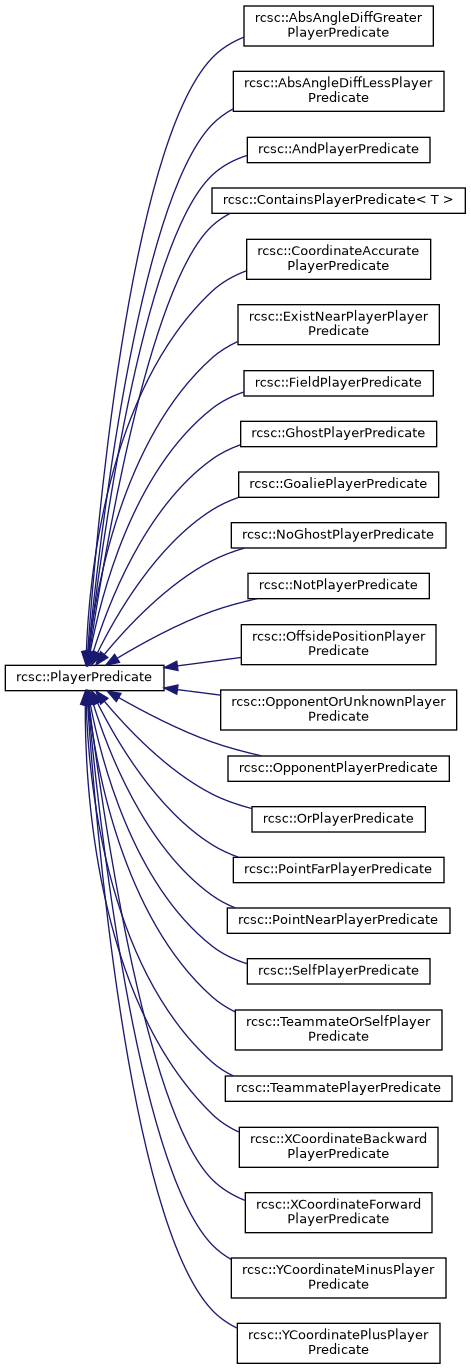 rcsc::AbsAngleDiffGreater
PlayerPredicate
rcsc::AbsAngleDiffLessPlayer
Predicate
rcsc::AndPlayerPredicate
rcsc::ContainsPlayerPredicate< T >
rcsc::CoordinateAccurate
PlayerPredicate
rcsc::ExistNearPlayerPlayer
Predicate
rcsc::FieldPlayerPredicate
rcsc::GhostPlayerPredicate
rcsc::GoaliePlayerPredicate
rcsc::NoGhostPlayerPredicate
rcsc::NotPlayerPredicate
rcsc::OffsidePositionPlayer
Predicate
rcsc::PlayerPredicate
rcsc::OpponentOrUnknownPlayer
Predicate
rcsc::OpponentPlayerPredicate
rcsc::OrPlayerPredicate
rcsc::PointFarPlayerPredicate
rcsc::PointNearPlayerPredicate
rcsc::SelfPlayerPredicate
rcsc::TeammateOrSelfPlayer
Predicate
rcsc::TeammatePlayerPredicate
rcsc::XCoordinateBackward
PlayerPredicate
rcsc::XCoordinateForward
PlayerPredicate
rcsc::YCoordinateMinusPlayer
Predicate
rcsc::YCoordinatePlusPlayer
Predicate